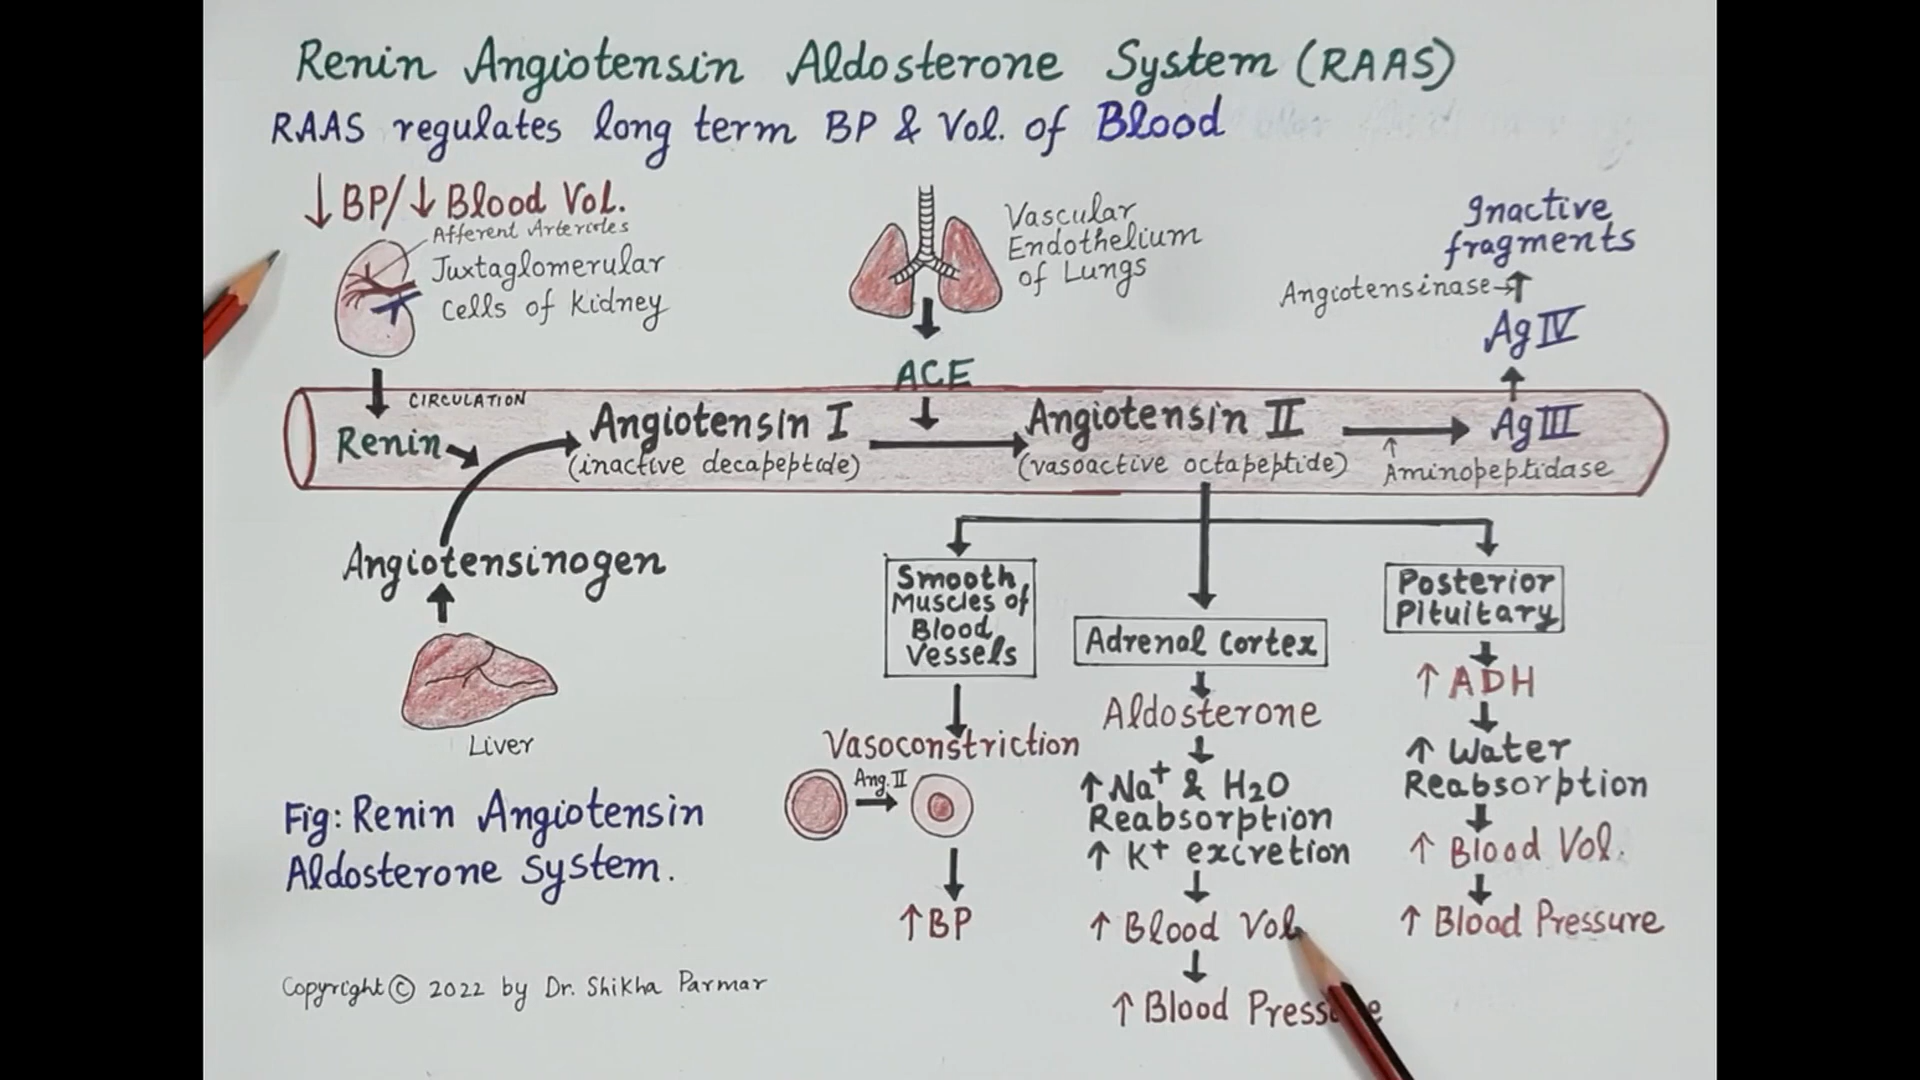 Renin Angiotensin Aldosterone System (RAAS)
RAAS regulates long term BP & Vol. of Blood
↓ BP/↓ Blood Vol.
Afferent Arterioles
Juxtaglomerular
Cells of Kidney
Vascular
Endothelium
of Lungs
Inactive
fragments
Angiotensinase→
Ag IV
ACE
CIRCULATION
Renin
Angiotensin I
(inactive decapeptide)
Angiotensin II
(vasoactive octapeptide)
Ag III
Aminopeptidase
Angiotensinogen
Liver
Smooth
Muscles of
Blood
Vessels
Vasoconstriction
Ang. II
↑ BP
Adrenal Cortex
Aldosterone
↑ Na+ & H2O
Reabsorption
↑ K+ excretion
↑ Blood Vol.
↑ Blood Pressure
Posterior
Pituitary
↑ ADH
↑ Water
Reabsorption
↑ Blood Vol.
↑ Blood Pressure
Fig: Renin Angiotensin
Aldosterone System.
Copyright © 2022 by Dr. Shikha Parmar